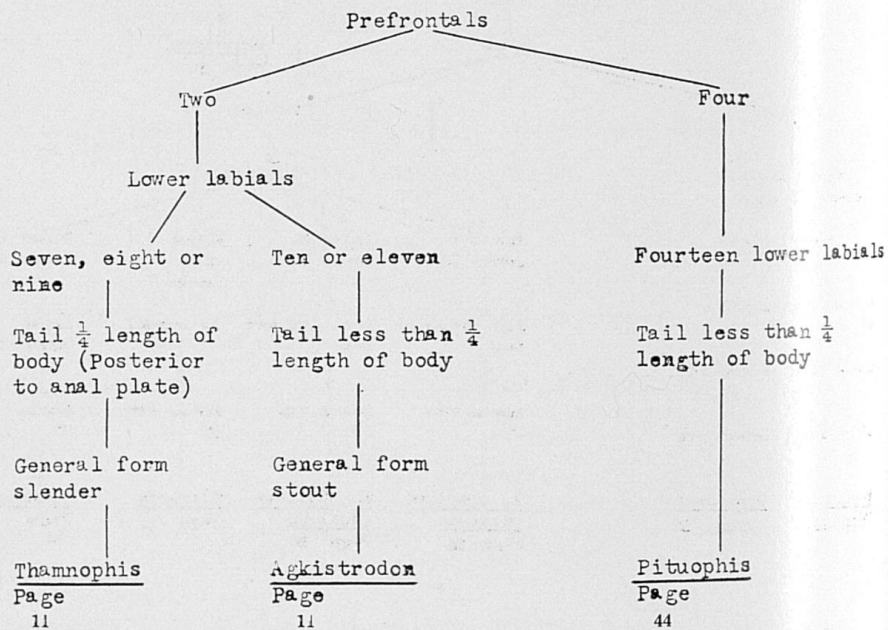 Prefrontals
Two
Four
Lower labials
Seven, eight or
nine
Ten or eleven
Fourteen lower labials
Tail 1/4 length of
body (Posterior
to anal plate)
Tail less than 1/4
length of body
Tail less than 1/4
length of body
General form
slender
General form
stout
Thamnophis
Page
11
Agkistrodon
Page
11
Pituophis
Page
44